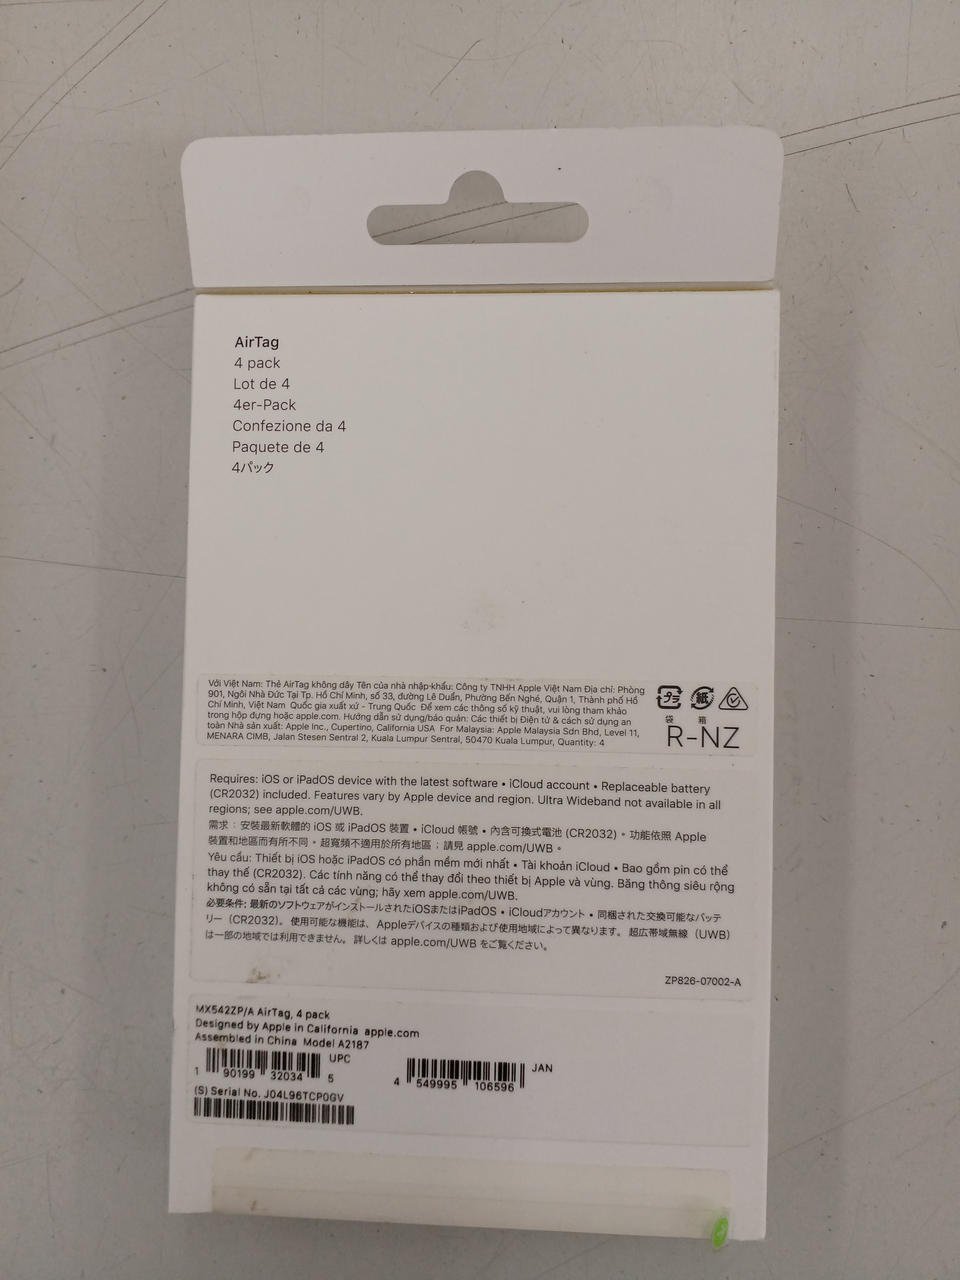 AirTag
4 pack
Lot de 4
4er-Pack
Confezione da 4
Paquete de 4
4パック
Với Việt Nam: Thẻ AirTag không dây Tên của nhà nhập-khẩu: Công ty TNHH Apple Việt Nam Địa chỉ: Phòng
901, Ngôi Nhà Đức Tại Tp. Hồ Chí Minh, số 33, đường Lê Duẩn, Phường Bến Nghé, Quận 1, Thành phố Hồ
Chí Minh, Việt Nam Quốc gia xuất xứ - Trung Quốc Để xem các thông số kỹ thuật, vui lòng tham khảo
trong hộp đựng hoặc apple.com. Hướng dẫn sử dụng/bảo quản: Các thiết bị Điện tử & cách sử dụng an
toàn Nhà sản xuất: Apple Inc., Cupertino, California USA For Malaysia: Apple Malaysia Sdn Bhd, Level 11,
MENARA CIMB, Jalan Stesen Sentral 2, Kuala Lumpur Sentral, 50470 Kuala Lumpur, Quantity: 4
プラ 紙
袋 箱
R-NZ
Requires: iOS or iPadOS device with the latest software • iCloud account • Replaceable battery
(CR2032) included. Features vary by Apple device and region. Ultra Wideband not available in all
regions; see apple.com/UWB.
需求：安裝最新軟體的 iOS 或 iPadOS 裝置 • iCloud 帳號 • 內含可換式電池 (CR2032)。功能依照 Apple
裝置和地區而有所不同。超寬頻不適用於所有地區；請見 apple.com/UWB。
Yêu cầu: Thiết bị iOS hoặc iPadOS có phần mềm mới nhất • Tài khoản iCloud • Bao gồm pin có thể
thay thế (CR2032). Các tính năng có thể thay đổi theo thiết bị Apple và vùng. Băng thông siêu rộng
không có sẵn tại tất cả các vùng; hãy xem apple.com/UWB.
必要条件: 最新のソフトウェアがインストールされたiOSまたはiPadOS • iCloudアカウント • 同梱された交換可能なバッテ
リー（CR2032）。使用可能な機能は、Appleデバイスの種類および使用地域によって異なります。超広帯域無線（UWB）
は一部の地域では利用できません。詳しくは apple.com/UWB をご覧ください。
ZP826-07002-A
MX542ZP/A AirTag, 4 pack
Designed by Apple in California apple.com
Assembled in China Model A2187
UPC
1 90199 32034 5
JAN
4 549995 106596
(S) Serial No. J04L96TCP0GV